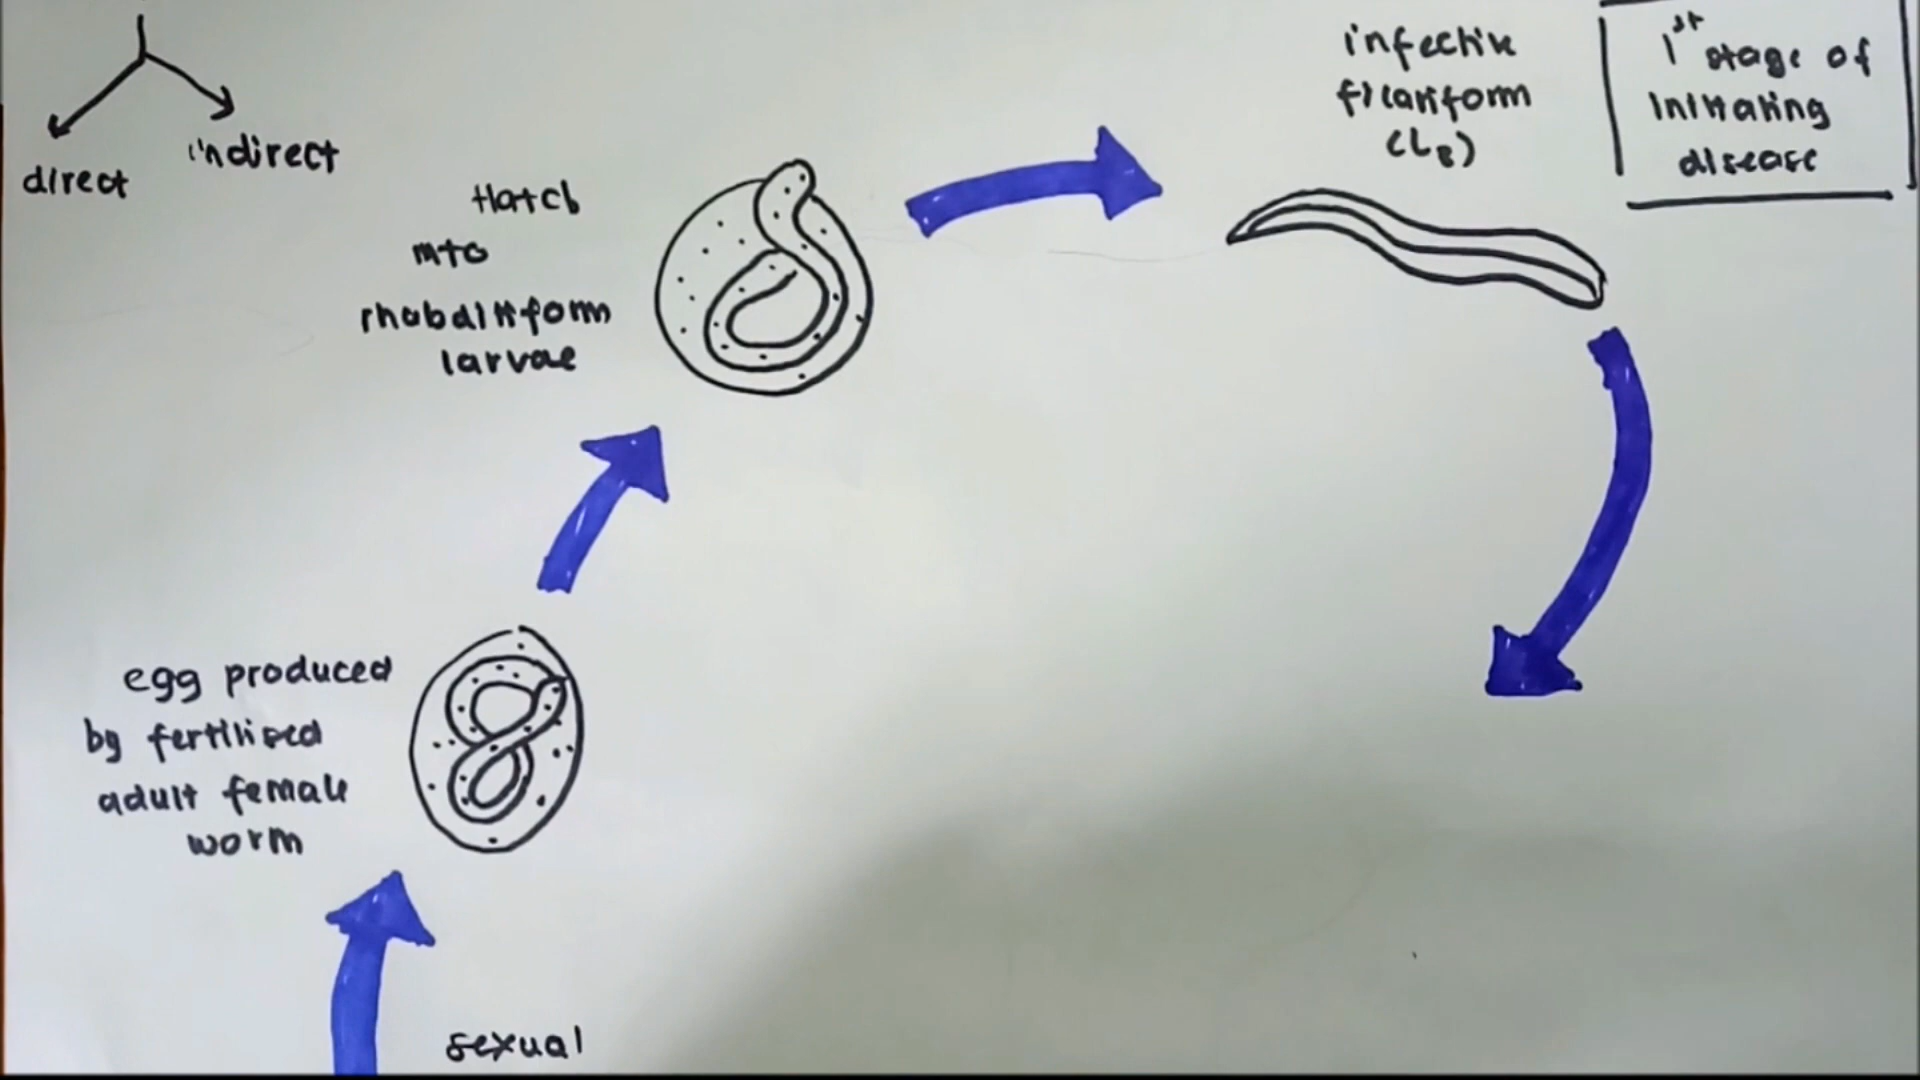 direct
indirect
Hatch
into
rhabditiform
larvae
infective
filariform
(L3)
1st stage of
initiating
disease
egg produced
by fertilised
adult female
worm
sexual